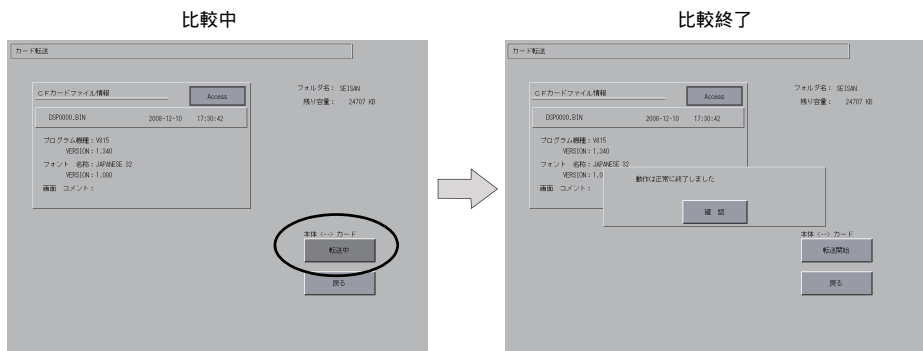 比較中
カード転送
CFカードファイル情報
Access
DSP0000.BIN 2008-12-10 17:30:42
プログラム機種：V815
VERSION：1.340
フォント 名称：JAPANESE 32
VERSION：1.000
画面 コメント：
フォルダ名： SEISAN
残り容量： 24707 KB
本体 <--> カード
転送中
戻る
比較終了
カード転送
CFカードファイル情報
Access
DSP0000.BIN 2008-12-10 17:30:42
プログラム機種：V815
VERSION：1.340
フォント 名称：JAPANESE 32
VERSION：1.0
画面 コメント：
動作は正常に終了しました
確 認
フォルダ名： SEISAN
残り容量： 24707 KB
本体 <--> カード
転送開始
戻る